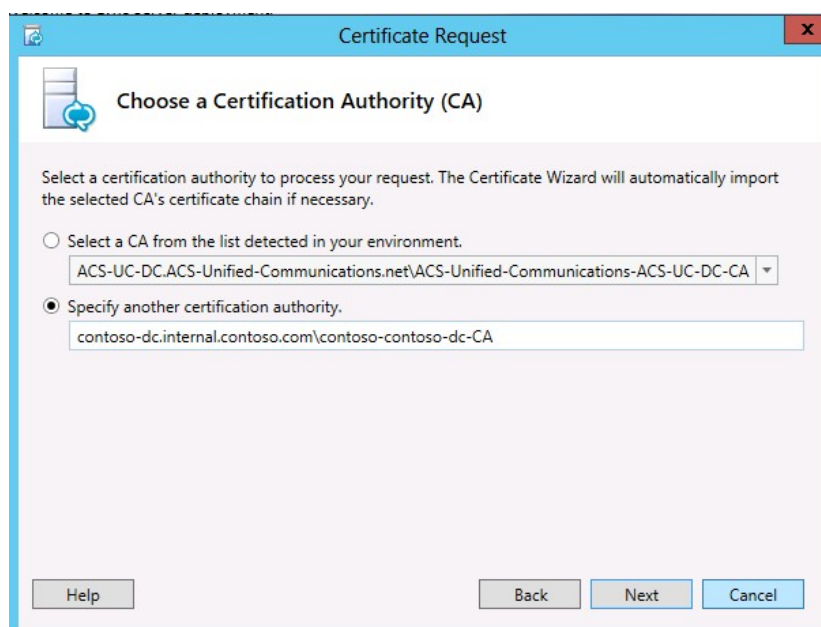 Certificate Request
x
Choose a Certification Authority (CA)
Select a certification authority to process your request. The Certificate Wizard will automatically import
the selected CA's certificate chain if necessary.
Select a CA from the list detected in your environment.
ACS-UC-DC.ACS-Unified-Communications.net\ACS-Unified-Communications-ACS-UC-DC-CA
Specify another certification authority.
contoso-dc.internal.contoso.com\contoso-contoso-dc-CA
Help
Back
Next
Cancel